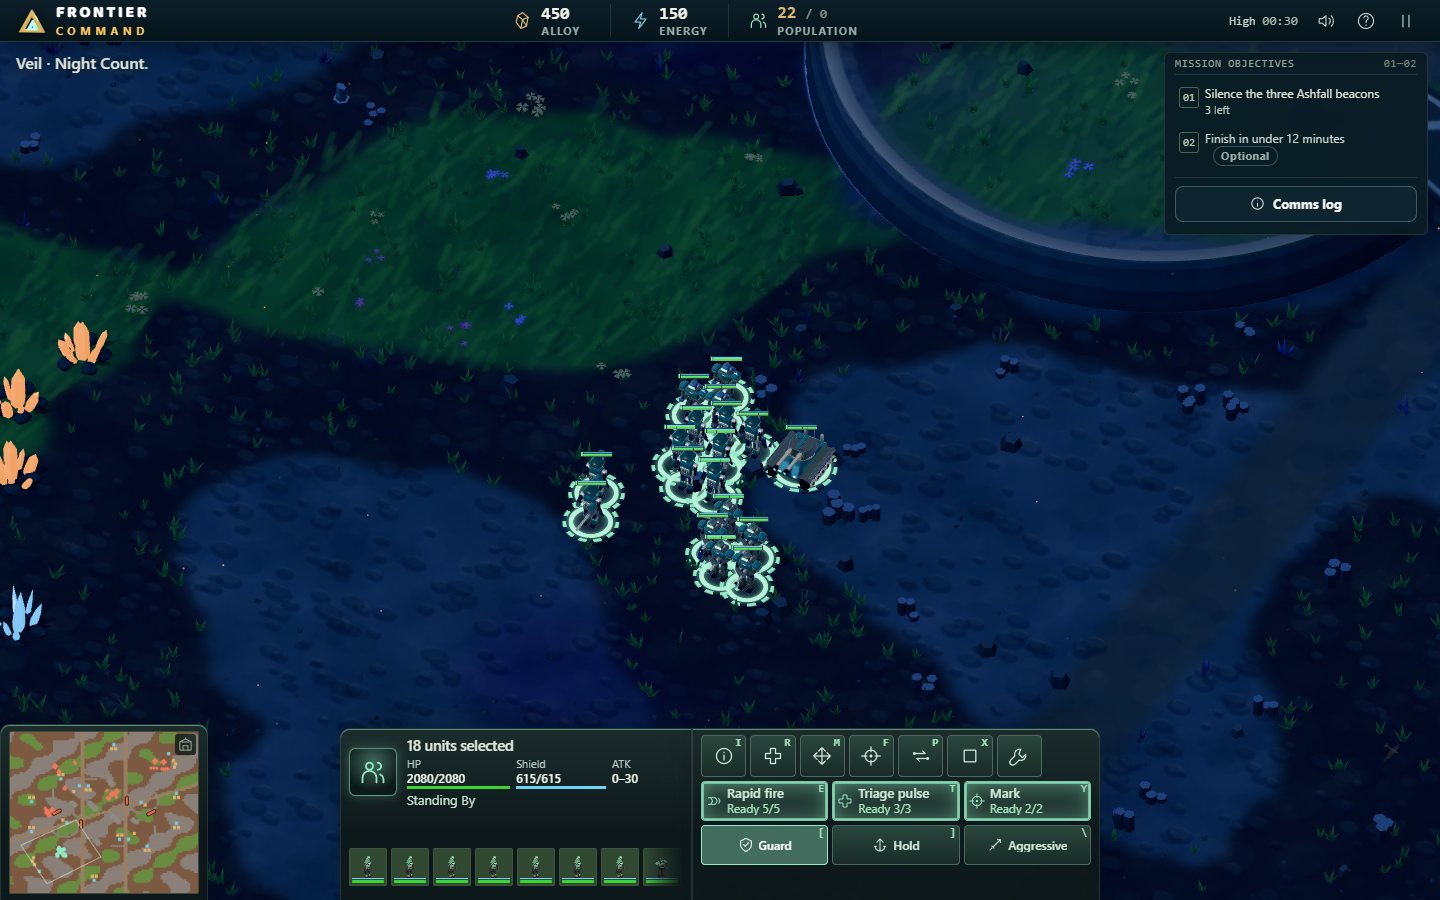 FRONTIER
COMMAND
450
ALLOY
150
ENERGY
22 / 0
POPULATION
High 00:30
Veil · Night Count.
MISSION OBJECTIVES 01—02
01 Silence the three Ashfall beacons
3 left
02 Finish in under 12 minutes
Optional
Comms log
18 units selected
HP Shield ATK
2080/2080 615/615 0–30
Standing By
I R M F P X
Rapid fire E
Ready 5/5
Triage pulse T
Ready 3/3
Mark Y
Ready 2/2
Guard [
Hold ]
Aggressive \